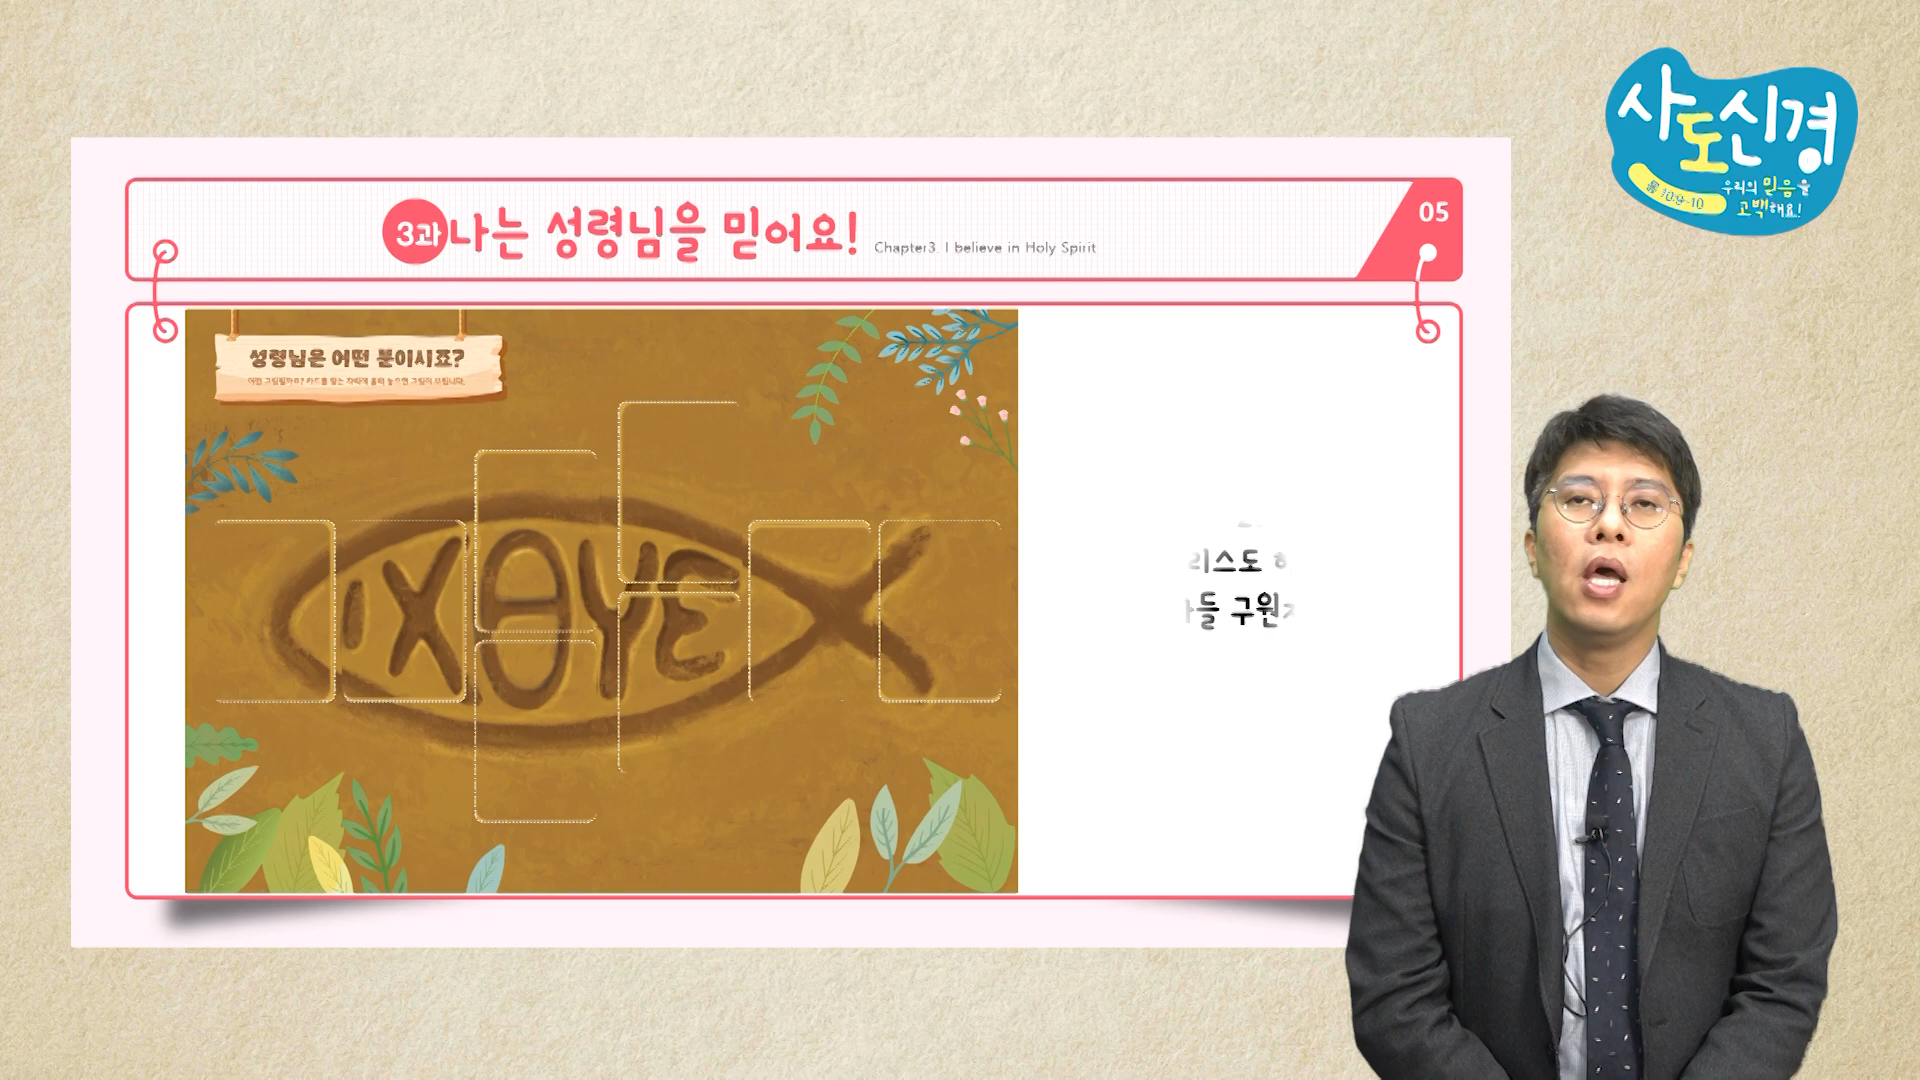 사도신경
롬 10:9-10
우리의 믿음을
고백해요!
3과 나는 성령님을 믿어요! Chapter3. I believe in Holy Spirit
05
성령님은 어떤 분이시죠?
ΙΧΘΥΣ
리스도
들 구원